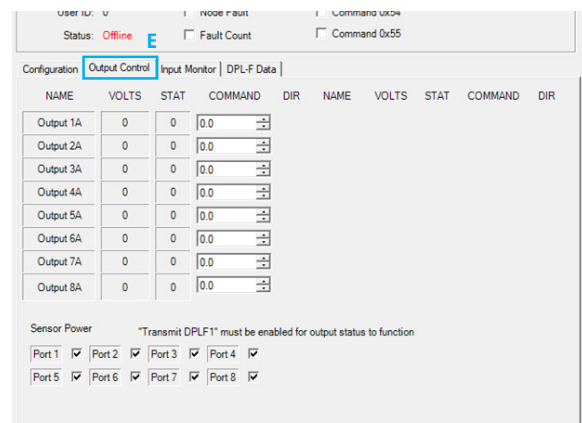 User ID: 0 Node Fault Command 0x54
Status: Offline E Fault Count Command 0x55
Configuration Output Control Input Monitor DPL-F Data
NAME VOLTS STAT COMMAND DIR NAME VOLTS STAT COMMAND DIR
Output 1A 0 0 0.0
Output 2A 0 0 0.0
Output 3A 0 0 0.0
Output 4A 0 0 0.0
Output 5A 0 0 0.0
Output 6A 0 0 0.0
Output 7A 0 0 0.0
Output 8A 0 0 0.0
Sensor Power "Transmit DPLF1" must be enabled for output status to function
Port 1 Port 2 Port 3 Port 4
Port 5 Port 6 Port 7 Port 8